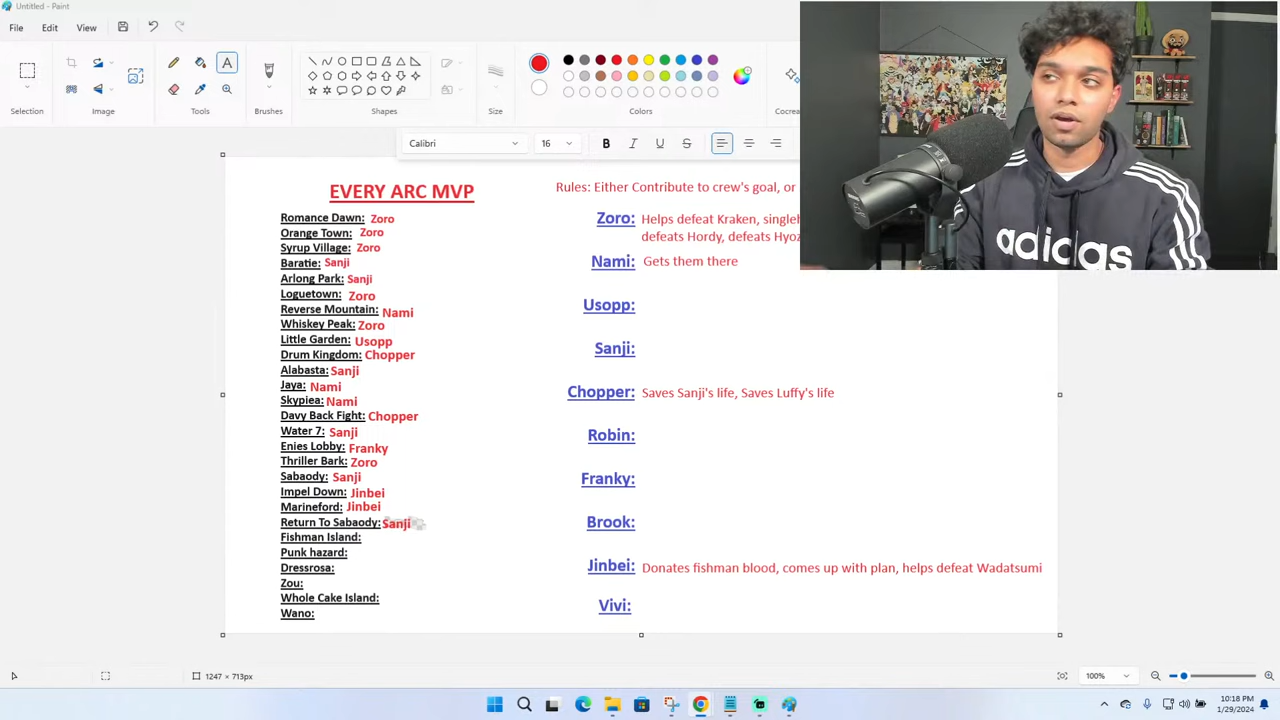 Untitled - Paint
File Edit View
Selection Image Tools Brushes Shapes Size Colors
Calibri 16 B I U S
adidas
EVERY ARC MVP
Rules: Either Contribute to crew's goal, or
Romance Dawn: Zoro
Orange Town: Zoro
Syrup Village: Zoro
Baratie: Sanji
Arlong Park: Sanji
Loguetown: Zoro
Reverse Mountain: Nami
Whiskey Peak: Zoro
Little Garden: Usopp
Drum Kingdom: Chopper
Alabasta: Sanji
Jaya: Nami
Skypiea: Nami
Davy Back Fight: Chopper
Water 7: Sanji
Enies Lobby: Franky
Thriller Bark: Zoro
Sabaody: Sanji
Impel Down: Jinbei
Marineford: Jinbei
Return To Sabaody: Sanji
Fishman Island:
Punk hazard:
Dressrosa:
Zou:
Whole Cake Island:
Wano:
Zoro: Helps defeat Kraken,
defeats Hordy, defeats
Nami: Gets them there
Usopp:
Sanji:
Chopper: Saves Sanji's life, Saves Luffy's life
Robin:
Franky:
Brook:
Jinbei: Donates fishman blood, comes up with plan, helps defeat Wadatsumi
Vivi:
1247 × 713px
100%
10:18 PM
1/29/2024